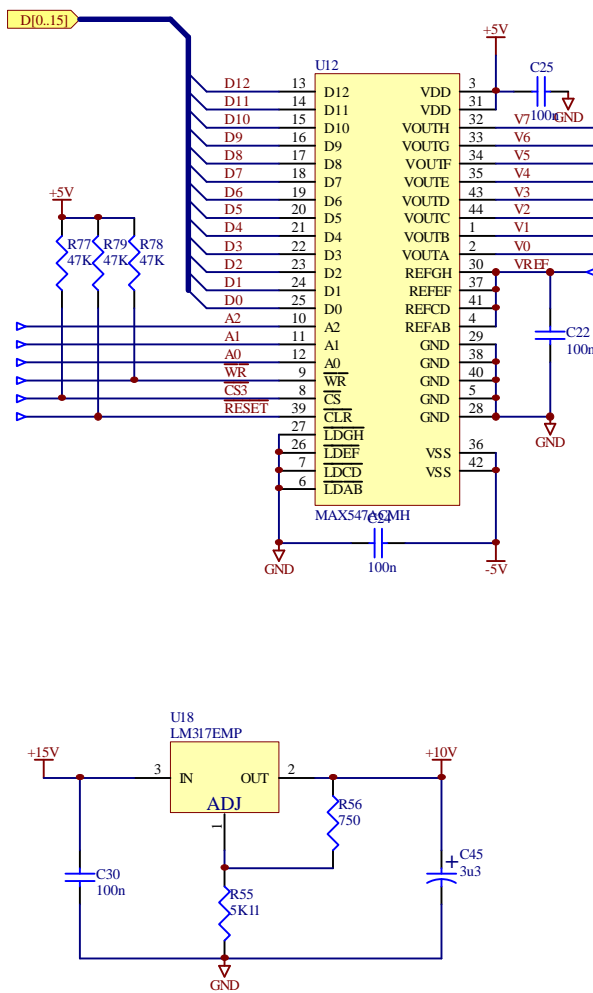 D[0..15]
+5V
U12
C25
100n
GND
D12 13 D12 VDD 3
D11 14 D11 VDD 31
D10 15 D10 VOUTH 32 V7
D9 16 D9 VOUTG 33 V6
D8 17 D8 VOUTF 34 V5
D7 18 D7 VOUTE 35 V4
D6 19 D6 VOUTD 43 V3
D5 20 D5 VOUTC 44 V2
D4 21 D4 VOUTB 1 V1
D3 22 D3 VOUTA 2 V0
D2 23 D2 REFGH 30 VREF
D1 24 D1 REFEF 37
D0 25 D0 REFCD 41
A2 10 A2 REFAB 4
A1 11 A1 GND 29
A0 12 A0 GND 38
WR 9 WR GND 40
CS3 8 CS GND 5
RESET 39 CLR GND 28
27 LDGH
26 LDEF VSS 36
7 LDCD VSS 42
6 LDAB
MAX547ACMH
+5V
R77 R79 R78
47K 47K 47K
C22
100n
GND
C24
100n
GND
-5V
U18
LM317EMP
+15V
+10V
3 IN OUT 2
ADJ
1
R56
750
C30
100n
R55
5K11
C45
+
3u3
GND